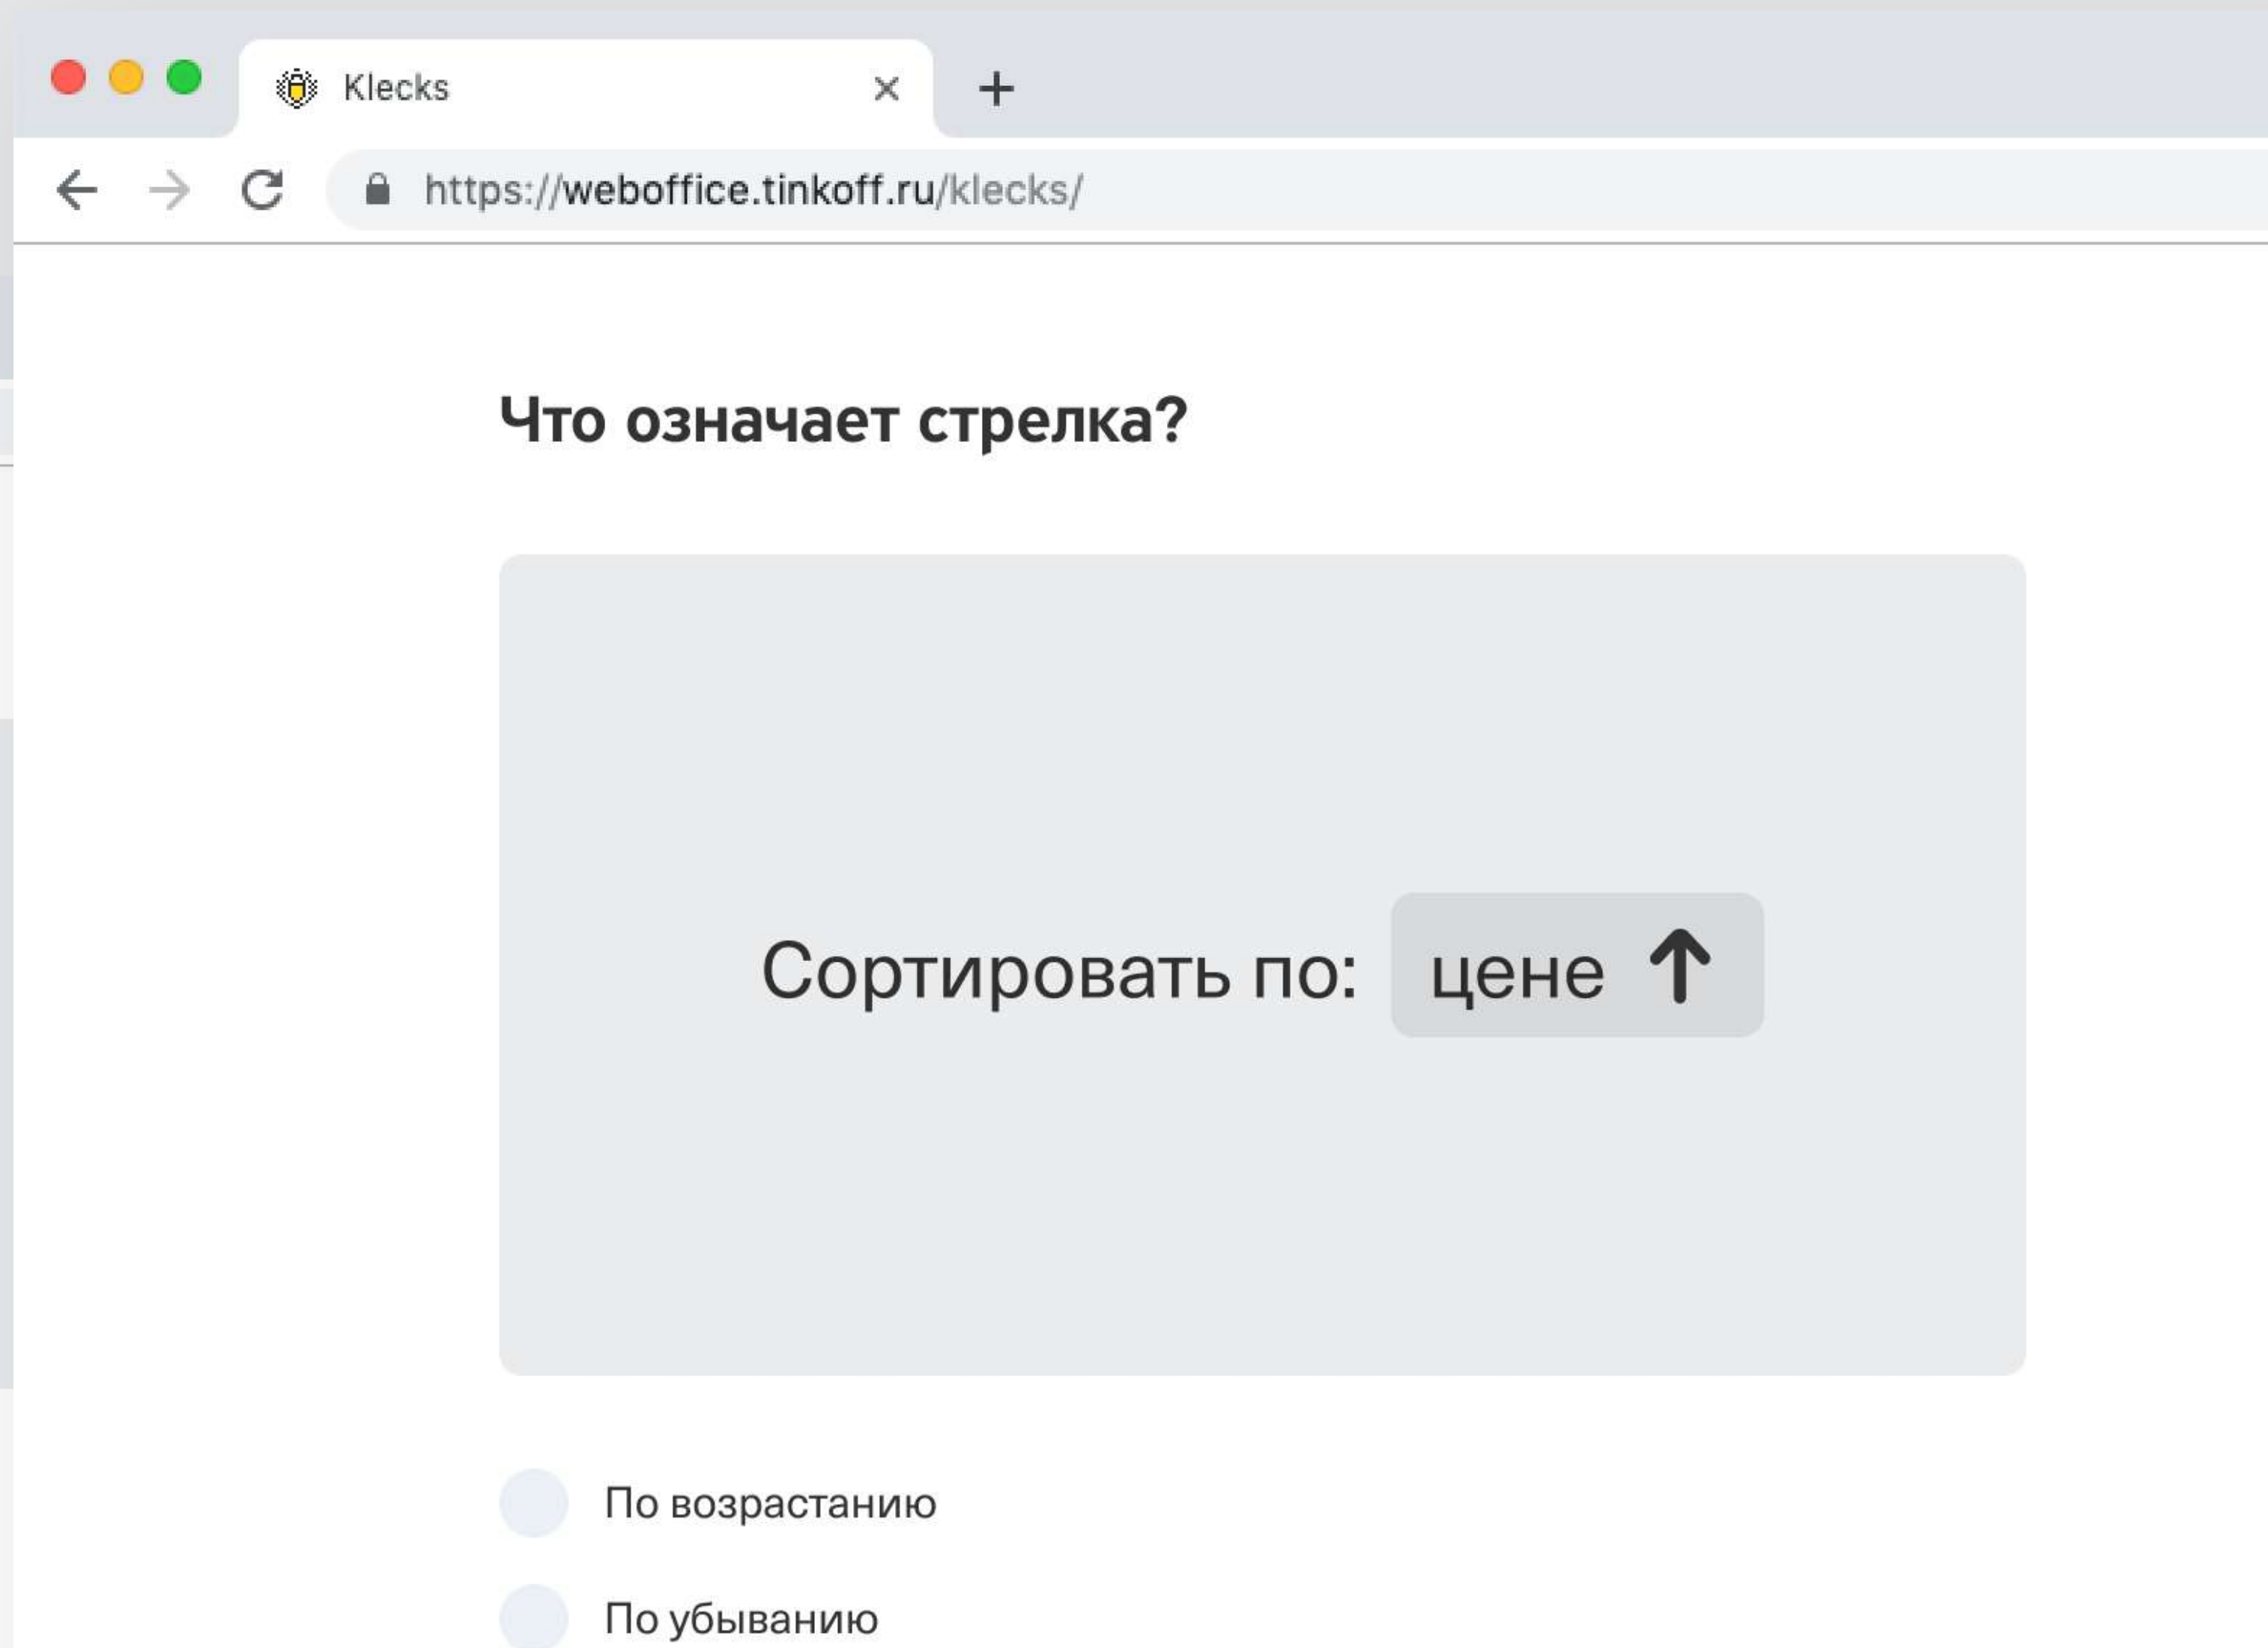 Klecks
https://weboffice.tinkoff.ru/klecks/
Что означает стрелка?
Сортировать по: цене ↑
По возрастанию
По убыванию